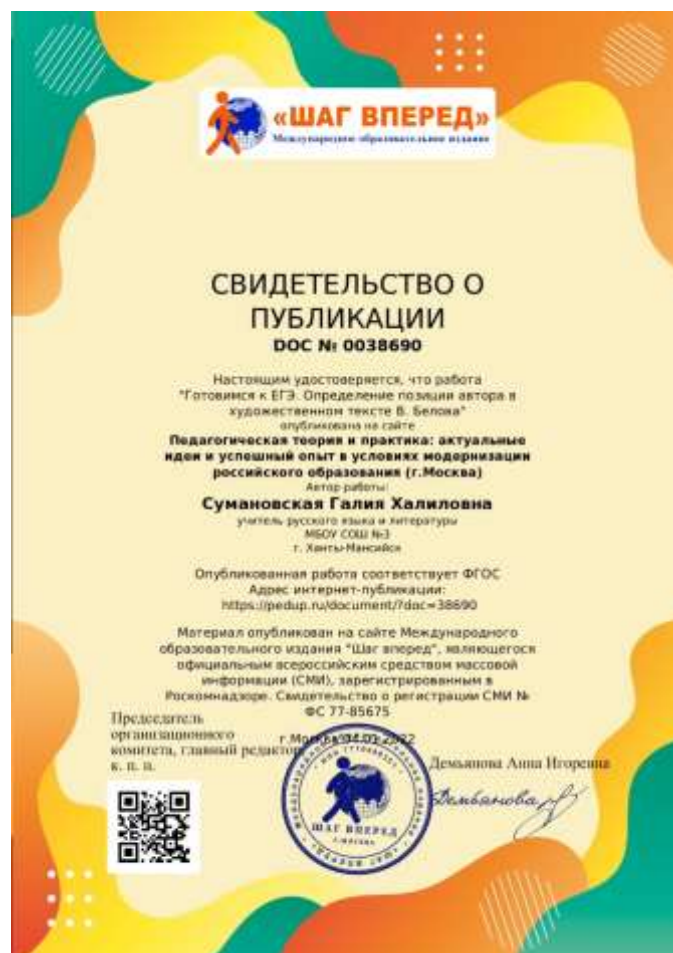 «ШАГ ВПЕРЕД»
Международное образовательное издание
СВИДЕТЕЛЬСТВО О
ПУБЛИКАЦИИ
DOC № 0038690
Настоящим удостоверяется, что работа
"Готовимся к ЕГЭ. Определение позиции автора в
художественном тексте В. Белова"
опубликована на сайте
Педагогическая теория и практика: актуальные
идеи и успешный опыт в условиях модернизации
российского образования (г.Москва)
Автор работы:
Сумановская Галия Халиловна
учитель русского языка и литературы
МБОУ СОШ №3
г. Ханты-Мансийск
Опубликованная работа соответствует ФГОС
Адрес интернет-публикации:
https://pedup.ru/document/?doc=38690
Материал опубликован на сайте Международного
образовательного издания "Шаг вперед", являющегося
официальным всероссийским средством массовой
информации (СМИ), зарегистрированным в
Роскомнадзоре. Свидетельство о регистрации СМИ №
ФС 77-85675
Председатель
организационного
комитета, главный редактор,
к. п. н.
Демьянова Анна Игоревна
Демьянова
ШАГ ВПЕРЕД